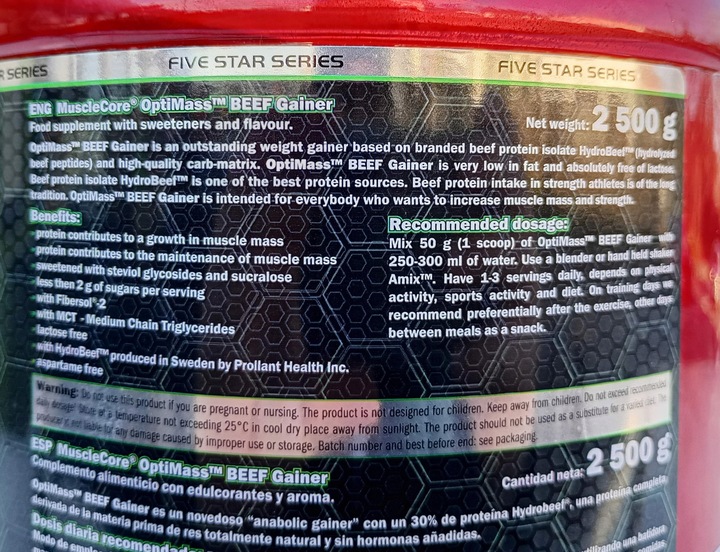 R SERIES
FIVE STAR SERIES
FIVE STAR SERIES
ENG MuscleCore® OptiMass™ BEEF Gainer
Food supplement with sweeteners and flavour.
Net weight: 2 500 g
OptiMass™ BEEF Gainer is an outstanding weight gainer based on branded beef protein isolate HydroBeef™ (hydrolyzed
beef peptides) and high-quality carb-matrix. OptiMass™ BEEF Gainer is very low in fat and absolutely free of lactose.
Beef protein isolate HydroBeef™ is one of the best protein sources. Beef protein intake in strength athletes is of the long
tradition. OptiMass™ BEEF Gainer is intended for everybody who wants to increase muscle mass and strength.
Benefits:
protein contributes to a growth in muscle mass
protein contributes to the maintenance of muscle mass
sweetened with steviol glycosides and sucralose
less then 2 g of sugars per serving
with Fibersol®-2
with MCT - Medium Chain Triglycerides
lactose free
with HydroBeef™ produced in Sweden by Prollant Health Inc.
aspartame free
Recommended dosage:
Mix 50 g (1 scoop) of OptiMass™ BEEF Gainer with
250-300 ml of water. Use a blender or hand held shaker
Amix™. Have 1-3 servings daily, depends on physical
activity, sports activity and diet. On training days we
recommend preferentially after the exercise, other days
between meals as a snack.
Warning: Do not use this product if you are pregnant or nursing. The product is not designed for children. Keep away from children. Do not exceed recommended
daily dosage. Store at a temperature not exceeding 25°C in cool dry place away from sunlight. The product should not be used as a substitute for a varied diet. The
producer is not liable for any damage caused by improper use or storage. Batch number and best before end: see packaging.
ESP MuscleCore® OptiMass™ BEEF Gainer
Complemento alimenticio con edulcorantes y aroma.
Cantidad neta: 2 500 g
OptiMass™ BEEF Gainer es un novedoso "anabolic gainer" con un 30% de proteína Hydrobeef®, una proteína completa,
derivada de la materia prima de res totalmente natural y sin hormonas añadidas.
Dosis diaria recomendada
Modo de
utilizando una batidora